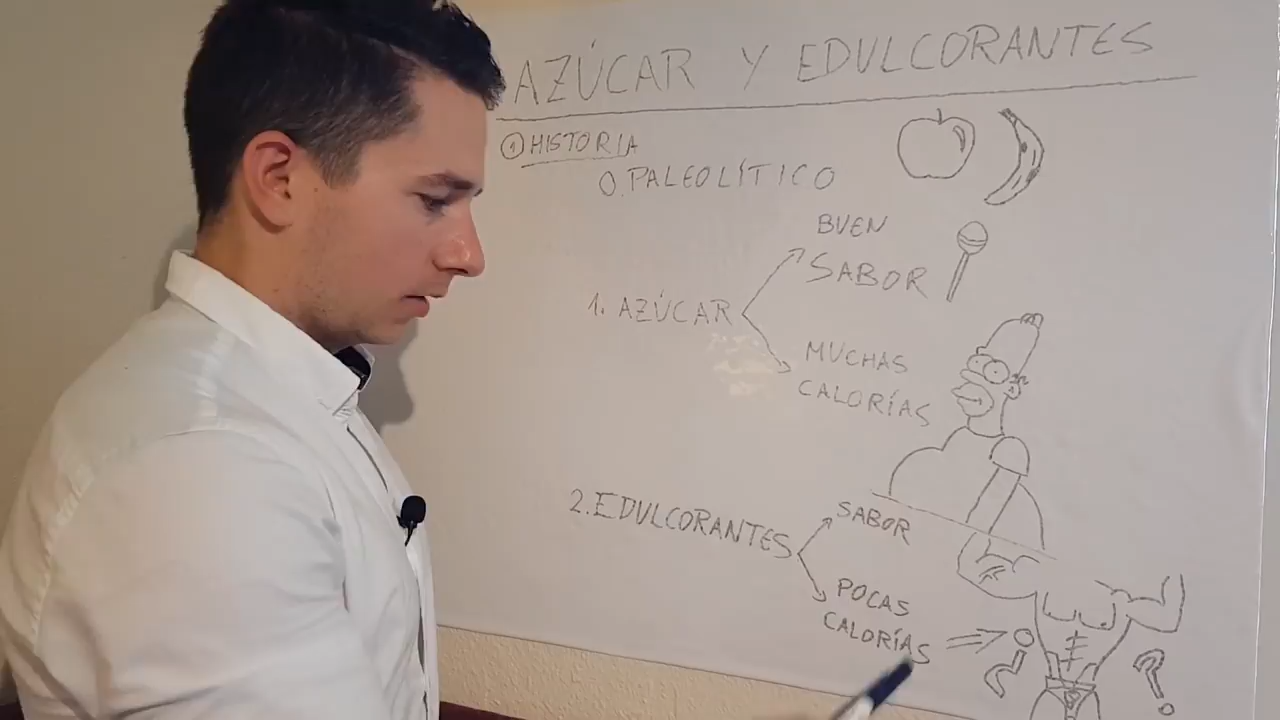 AZÚCAR Y EDULCORANTES
① HISTORIA
0. PALEOLÍTICO
BUEN
SABOR
1. AZÚCAR
MUCHAS
CALORÍAS
2. EDULCORANTES
SABOR
POCAS
CALORÍAS
¿
?